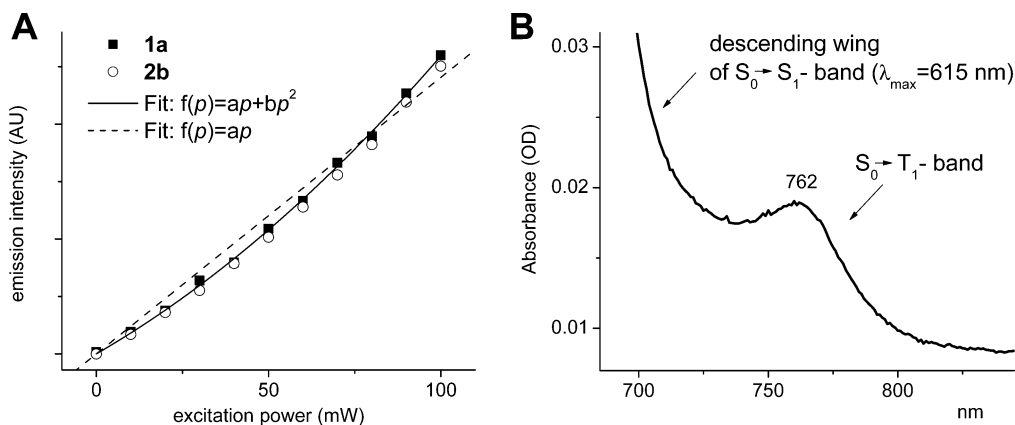 A
1a
2b
Fit: f(p)=ap+bp²
Fit: f(p)=ap
emission intensity (AU)
0
50
100
excitation power (mW)
B
descending wing
of S₀→S₁- band (λmax=615 nm)
S₀→T₁- band
762
Absorbance (OD)
0.03
0.02
0.01
700
750
800
nm